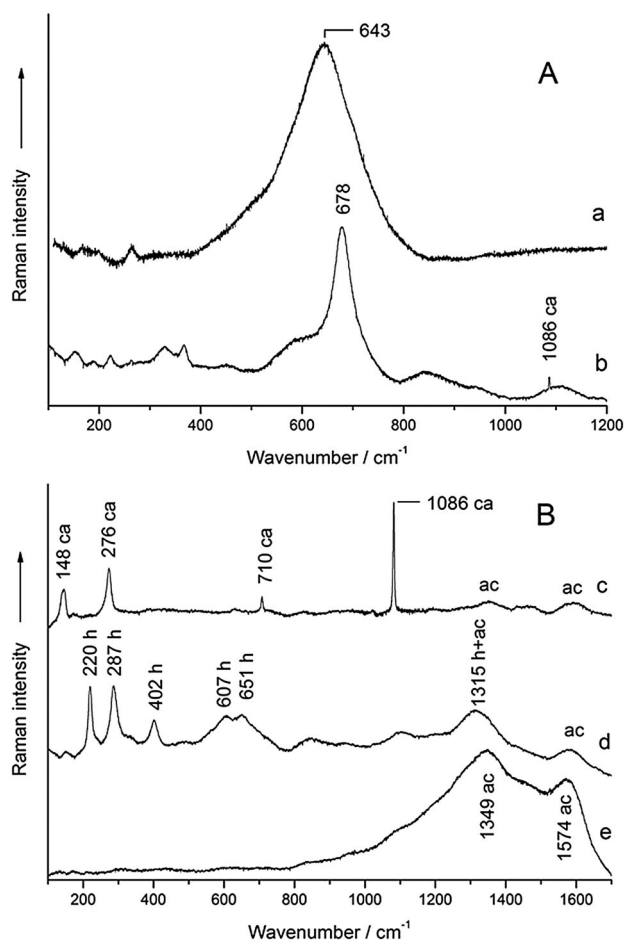 643
A
Raman intensity
a
678
1086 ca
b
200 400 600 800 1000 1200
Wavenumber / cm-1
B
1086 ca
148 ca
276 ca
710 ca
ac
ac
c
Raman intensity
220 h
287 h
402 h
607 h
651 h
1315 h+ac
ac
d
1349 ac
1574 ac
e
200 400 600 800 1000 1200 1400 1600
Wavenumber / cm-1